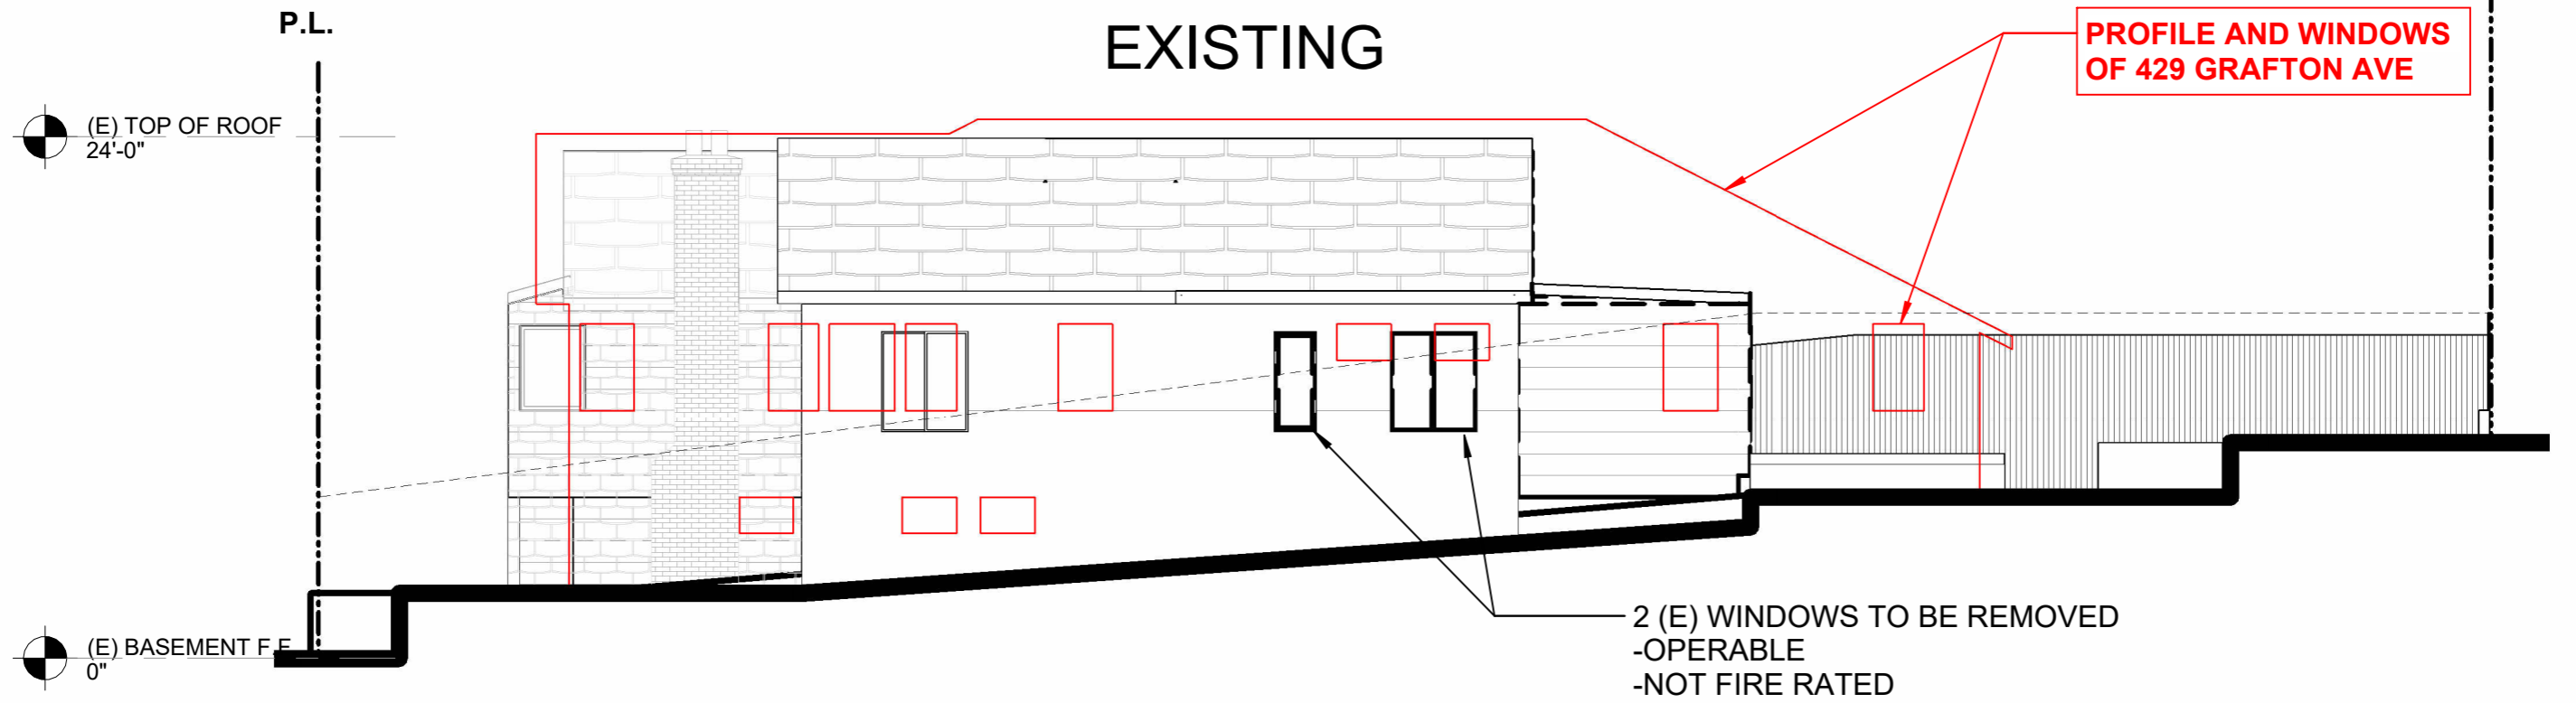 P.L.
EXISTING
PROFILE AND WINDOWS
OF 429 GRAFTON AVE
(E) TOP OF ROOF
24'-0"
(E) BASEMENT F.F.
0"
2 (E) WINDOWS TO BE REMOVED
-OPERABLE
-NOT FIRE RATED